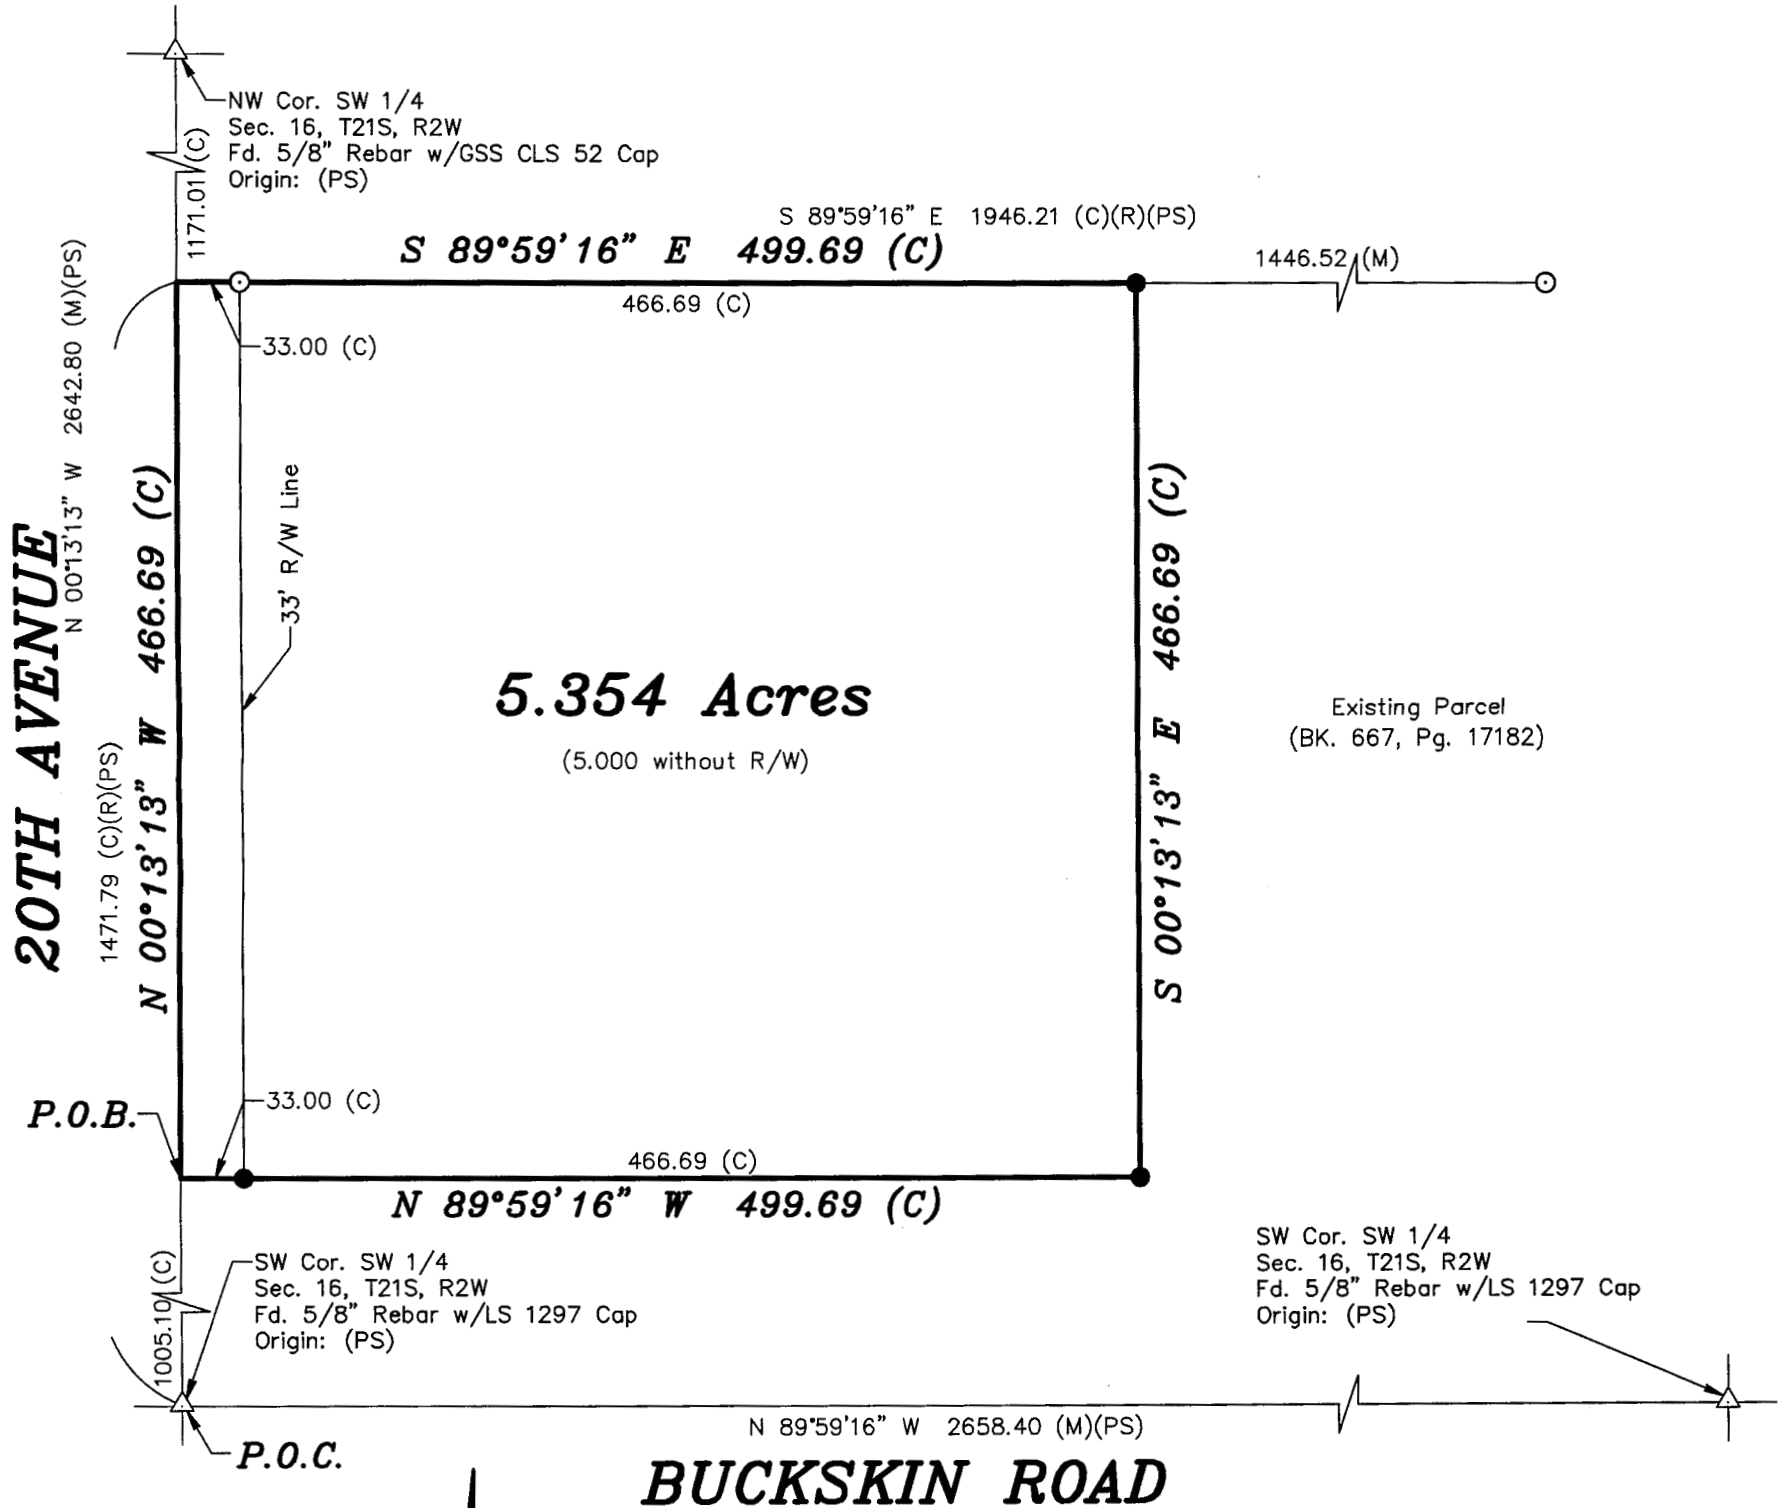 NW Cor. SW 1/4
Sec. 16, T21S, R2W
Fd. 5/8" Rebar w/GSS CLS 52 Cap
Origin: (PS)
1171.01 (C)
S 89°59'16" E 1946.21 (C)(R)(PS)
S 89°59'16" E 499.69 (C)
1446.52 (M)
466.69 (C)
33.00 (C)
N 00°13'13" W 2642.80 (M)(PS)
20TH AVENUE
1471.79 (C)(R)(PS)
N 00°13'13" W 466.69 (C)
33' R/W Line
5.354 Acres
(5.000 without R/W)
S 00°13'13" E 466.69 (C)
Existing Parcel
(BK. 667, Pg. 17182)
33.00 (C)
P.O.B.
466.69 (C)
N 89°59'16" W 499.69 (C)
1005.10 (C)
SW Cor. SW 1/4
Sec. 16, T21S, R2W
Fd. 5/8" Rebar w/LS 1297 Cap
Origin: (PS)
SW Cor. SW 1/4
Sec. 16, T21S, R2W
Fd. 5/8" Rebar w/LS 1297 Cap
Origin: (PS)
N 89°59'16" W 2658.40 (M)(PS)
P.O.C.
BUCKSKIN ROAD